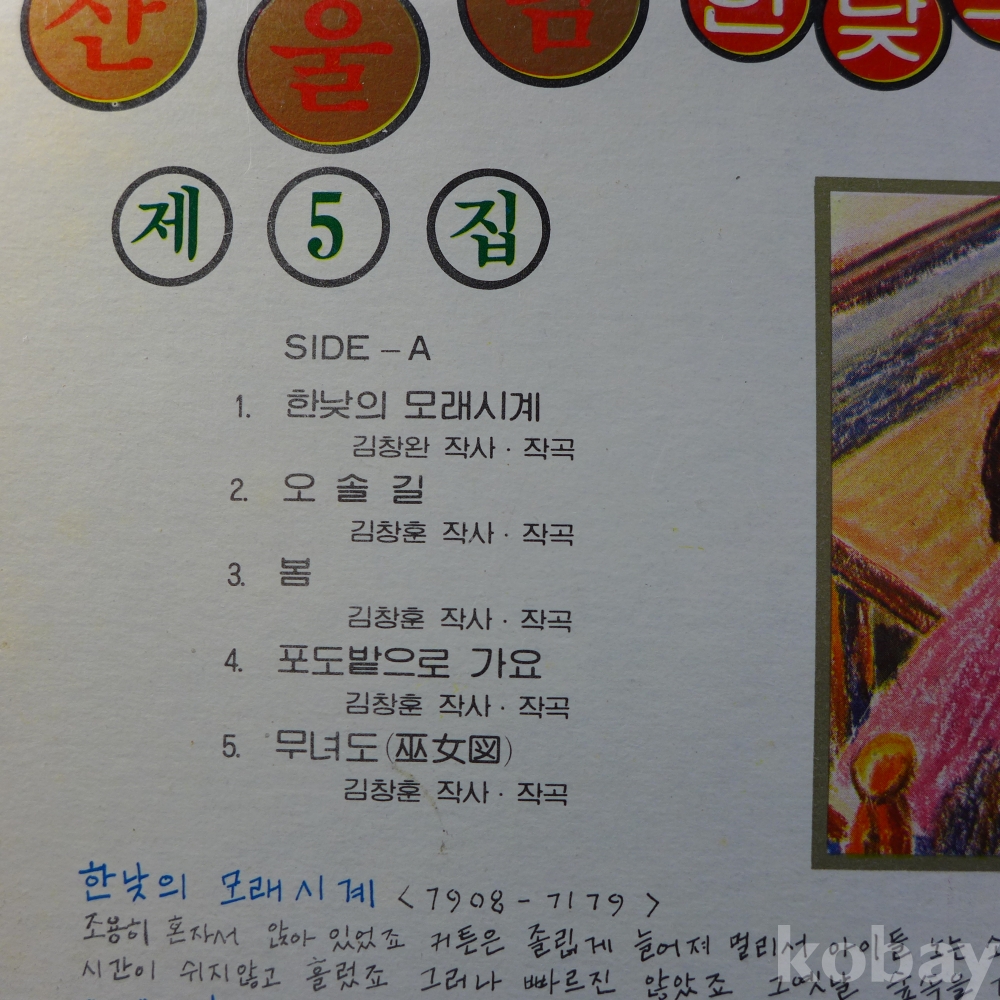 산울림 한낮
제 5 집
SIDE – A
1. 한낮의 모래시계
김창완 작사 · 작곡
2. 오 솔 길
김창훈 작사 · 작곡
3. 봄
김창훈 작사 · 작곡
4. 포도밭으로 가요
김창훈 작사 · 작곡
5. 무녀도(巫女図)
김창훈 작사 · 작곡
한낮의 모래시계 <7908-7179>
조용히 혼자서 앉아 있었죠 커튼은 졸립게 늘어져 멀리서 아이들 노는
시간이 쉬지않고 흘렀죠 그러나 빠르진 않았죠 옛날
kobay